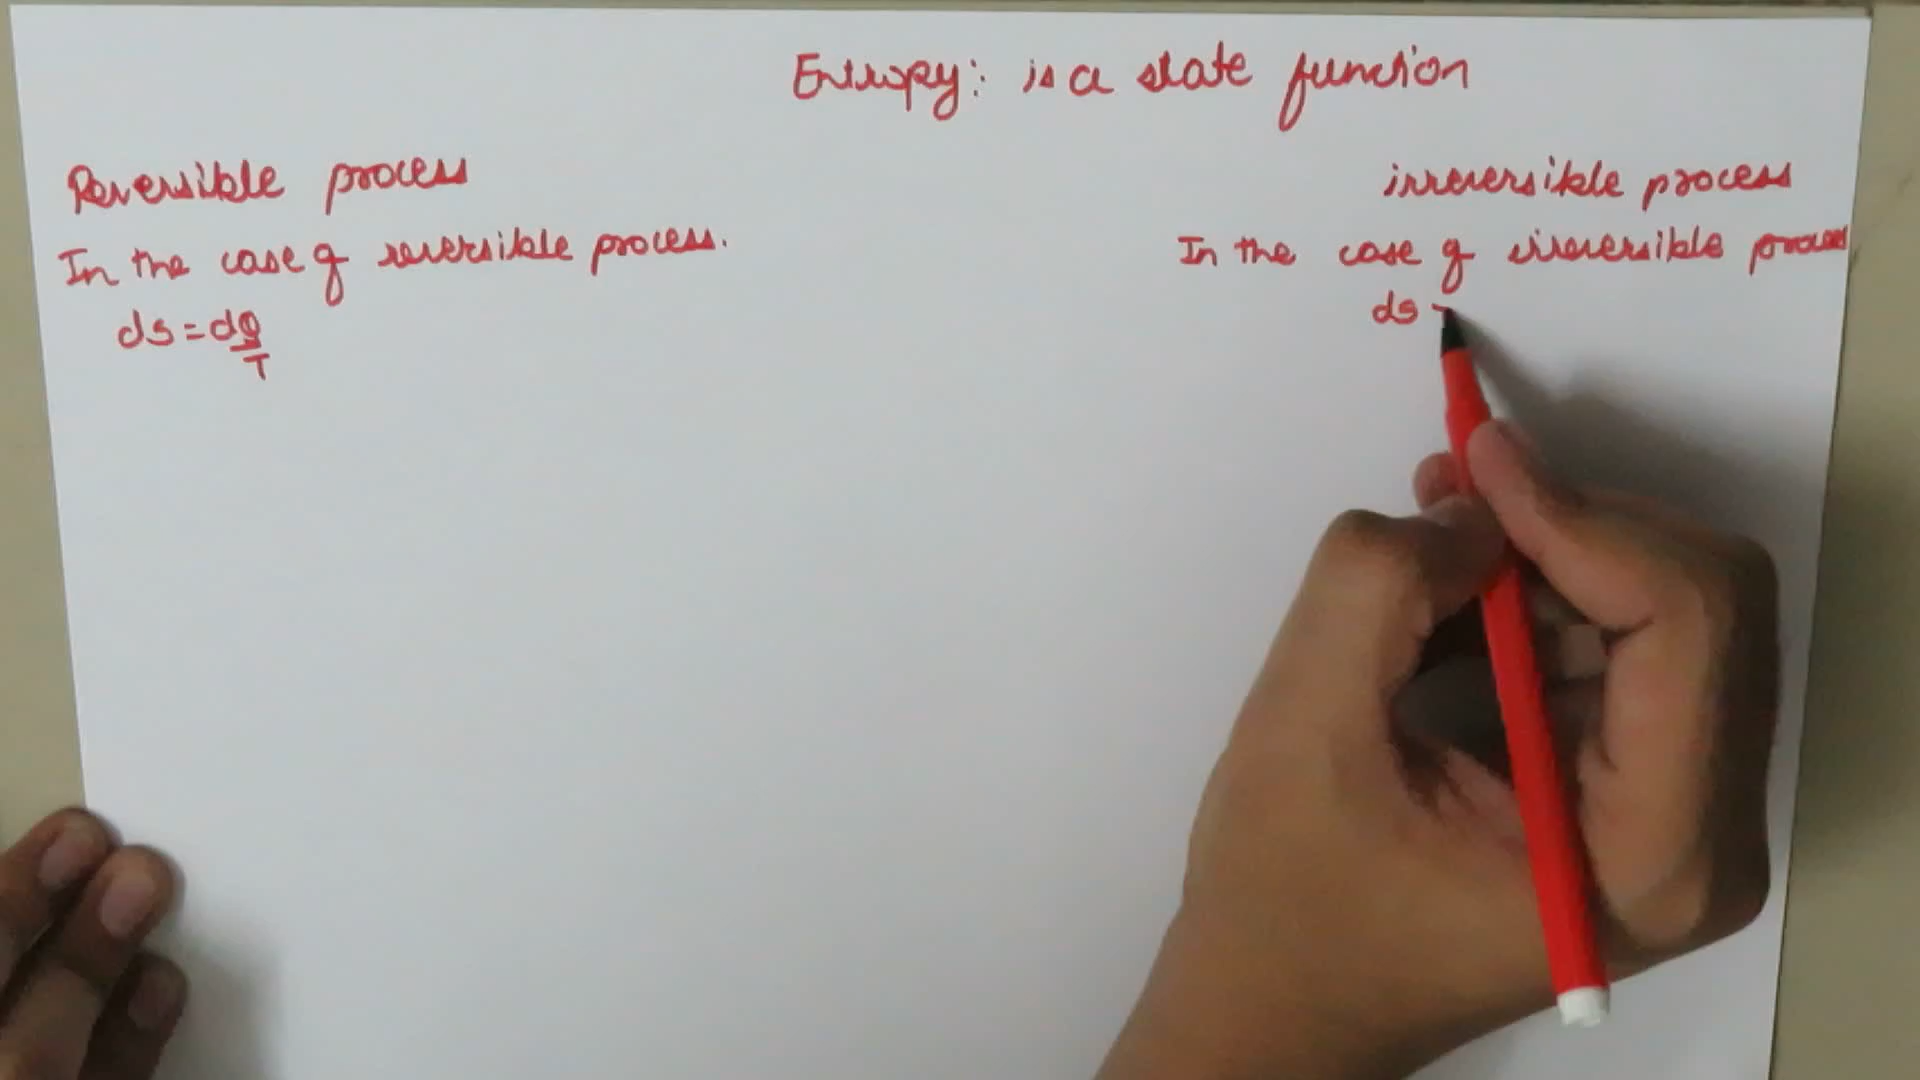 Entropy: is a state function
Reversible process
In the case of reversible process.
ds = dQ
T
irreversible process
In the case of irreversible process
ds